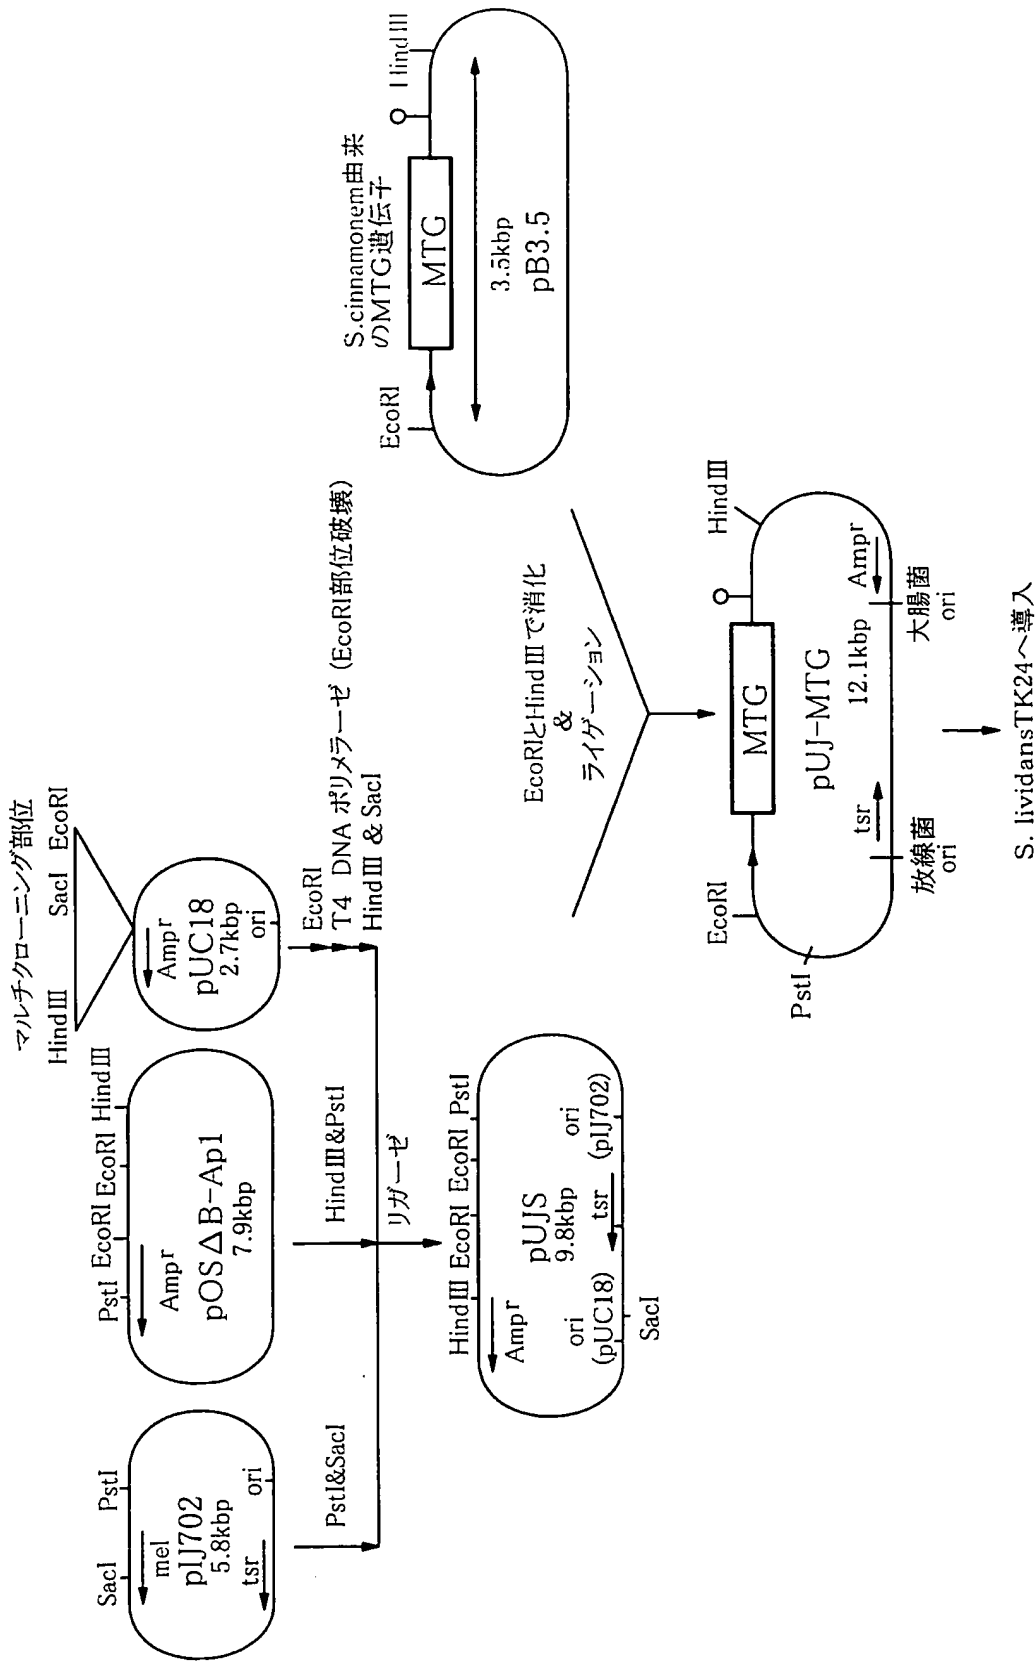 マルチクローニング部位
HindⅢ SacI EcoRI
SacI PstI
mel
pIJ702
5.8kbp
tsr
ori
PstI EcoRI EcoRI HindⅢ
Ampr
pOSΔB-Ap1
7.9kbp
Ampr
pUC18
2.7kbp
ori
PstI&SacI
HindⅢ&PstI
EcoRI
T4 DNA ポリメラーゼ (EcoRI部位破壊)
HindⅢ & SacI
リガーゼ
HindⅢ EcoRI EcoRI PstI
Ampr
pUJS
9.8kbp
ori
(pUC18)
tsr
ori
(pIJ702)
SacI
S.cinnamonem由来
のMTG遺伝子
EcoRI
MTG
HindⅢ
3.5kbp
pB3.5
EcoRIとHindⅢで消化
&
ライゲーション
EcoRI
MTG
HindⅢ
PstI
pUJ-MTG
12.1kbp
tsr
Ampr
放線菌
ori
大腸菌
ori
S. lividansTK24へ導入